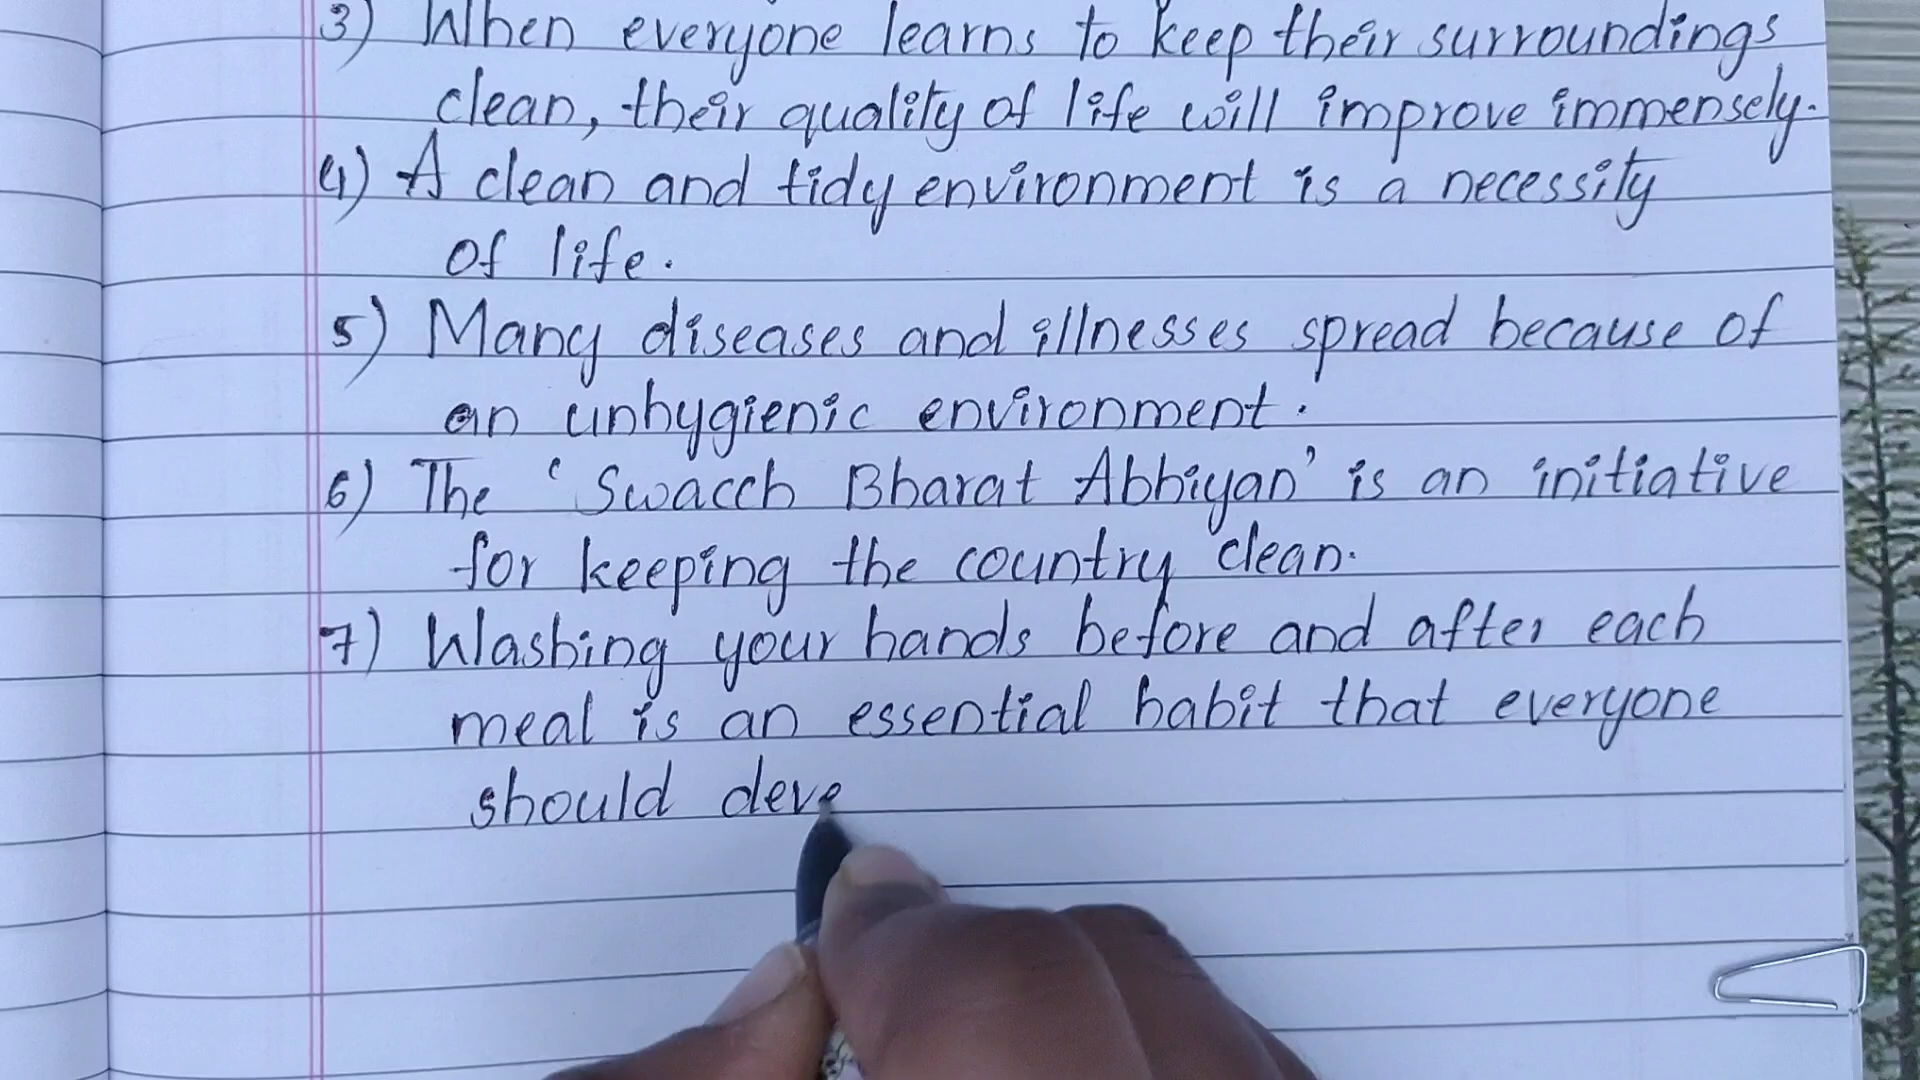 3) When everyone learns to keep their surroundings
clean, their quality of life will improve immensely.
4) A clean and tidy environment is a necessity
of life.
5) Many diseases and illnesses spread because of
an unhygienic environment.
6) The 'Swacch Bharat Abhiyan' is an initiative
for keeping the country clean.
7) Washing your hands before and after each
meal is an essential habit that everyone
should deve